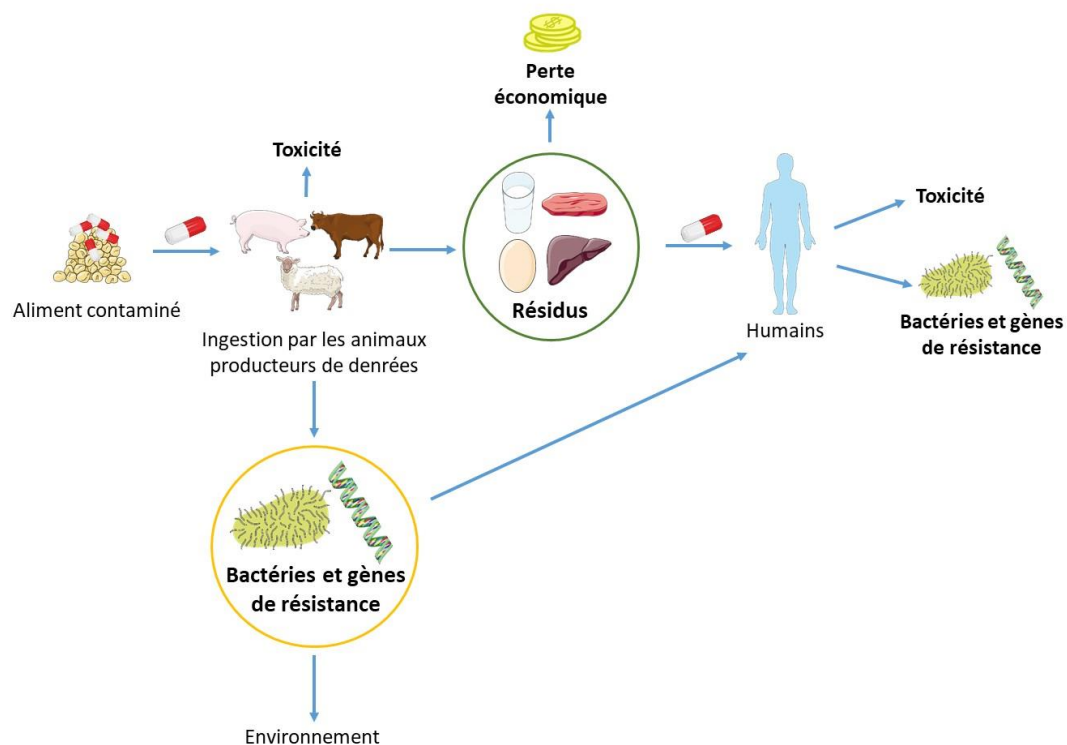 Perte
économique
Toxicité
Aliment contaminé
Ingestion par les animaux
producteurs de denrées
Résidus
Humains
Toxicité
Bactéries et gènes
de résistance
Bactéries et gènes
de résistance
Environnement